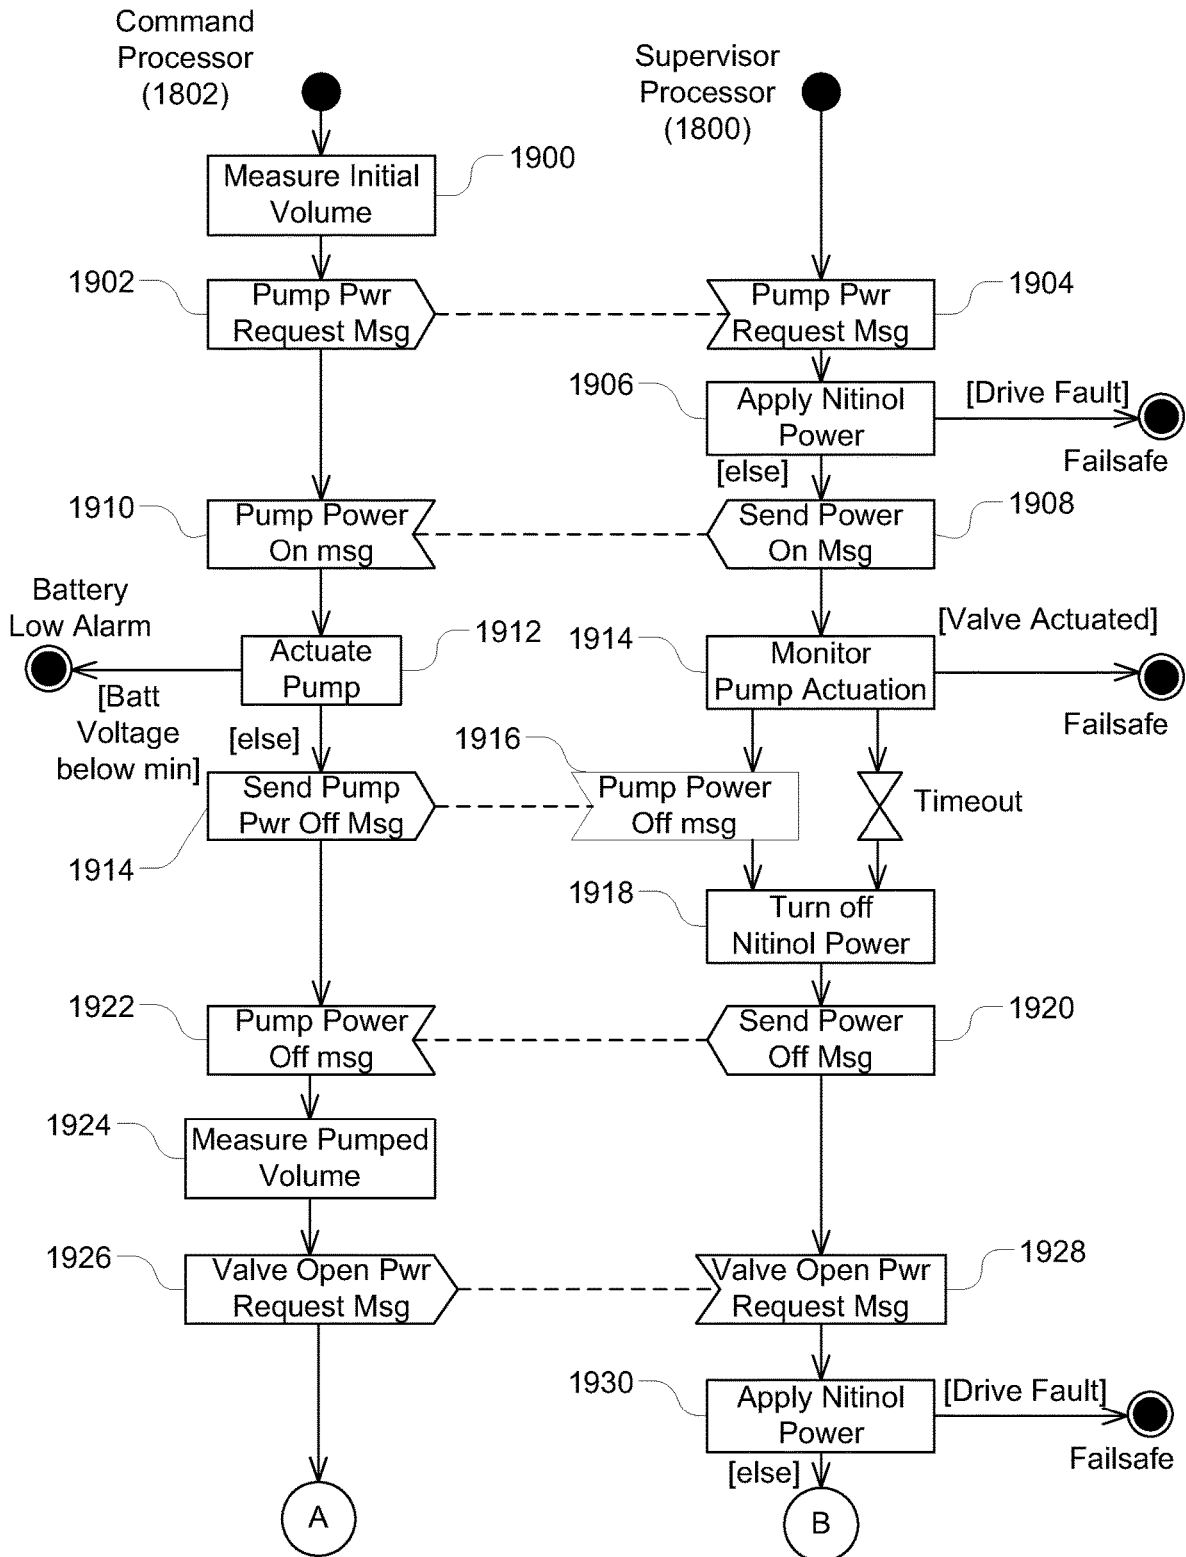 Command
Processor
(1802)
Supervisor
Processor
(1800)
Measure Initial
Volume
1900
1902
Pump Pwr
Request Msg
Pump Pwr
Request Msg
1904
1906
Apply Nitinol
Power
[Drive Fault]
Failsafe
[else]
1910
Pump Power
On msg
Send Power
On Msg
1908
Battery
Low Alarm
Actuate
Pump
1912
1914
Monitor
Pump Actuation
[Valve Actuated]
Failsafe
[Batt
Voltage
below min]
[else]
1916
Send Pump
Pwr Off Msg
1914
Pump Power
Off msg
Timeout
1918
Turn off
Nitinol Power
1922
Pump Power
Off msg
Send Power
Off Msg
1920
1924
Measure Pumped
Volume
1926
Valve Open Pwr
Request Msg
Valve Open Pwr
Request Msg
1928
1930
Apply Nitinol
Power
[Drive Fault]
Failsafe
[else]
A
B